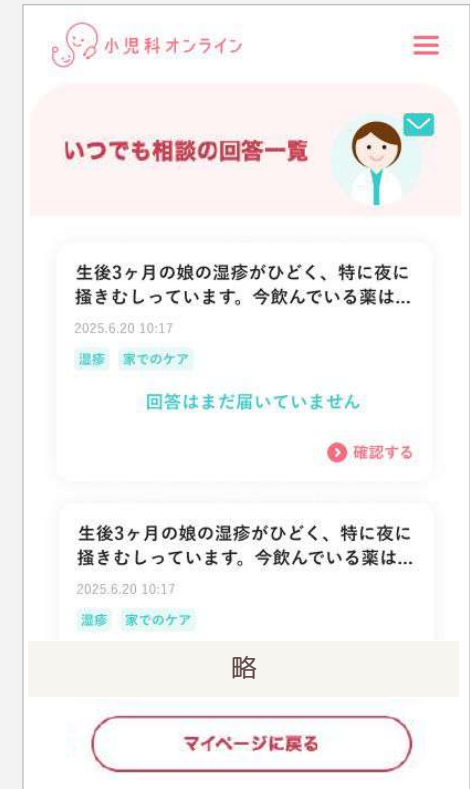 小児科オンライン
いつでも相談の回答一覧
生後3ヶ月の娘の湿疹がひどく、特に夜に
掻きむしっています。今飲んでいる薬は...
2025.6.20 10:17
湿疹 家でのケア
回答はまだ届いていません
確認する
生後3ヶ月の娘の湿疹がひどく、特に夜に
掻きむしっています。今飲んでいる薬は...
2025.6.20 10:17
湿疹 家でのケア
略
マイページに戻る